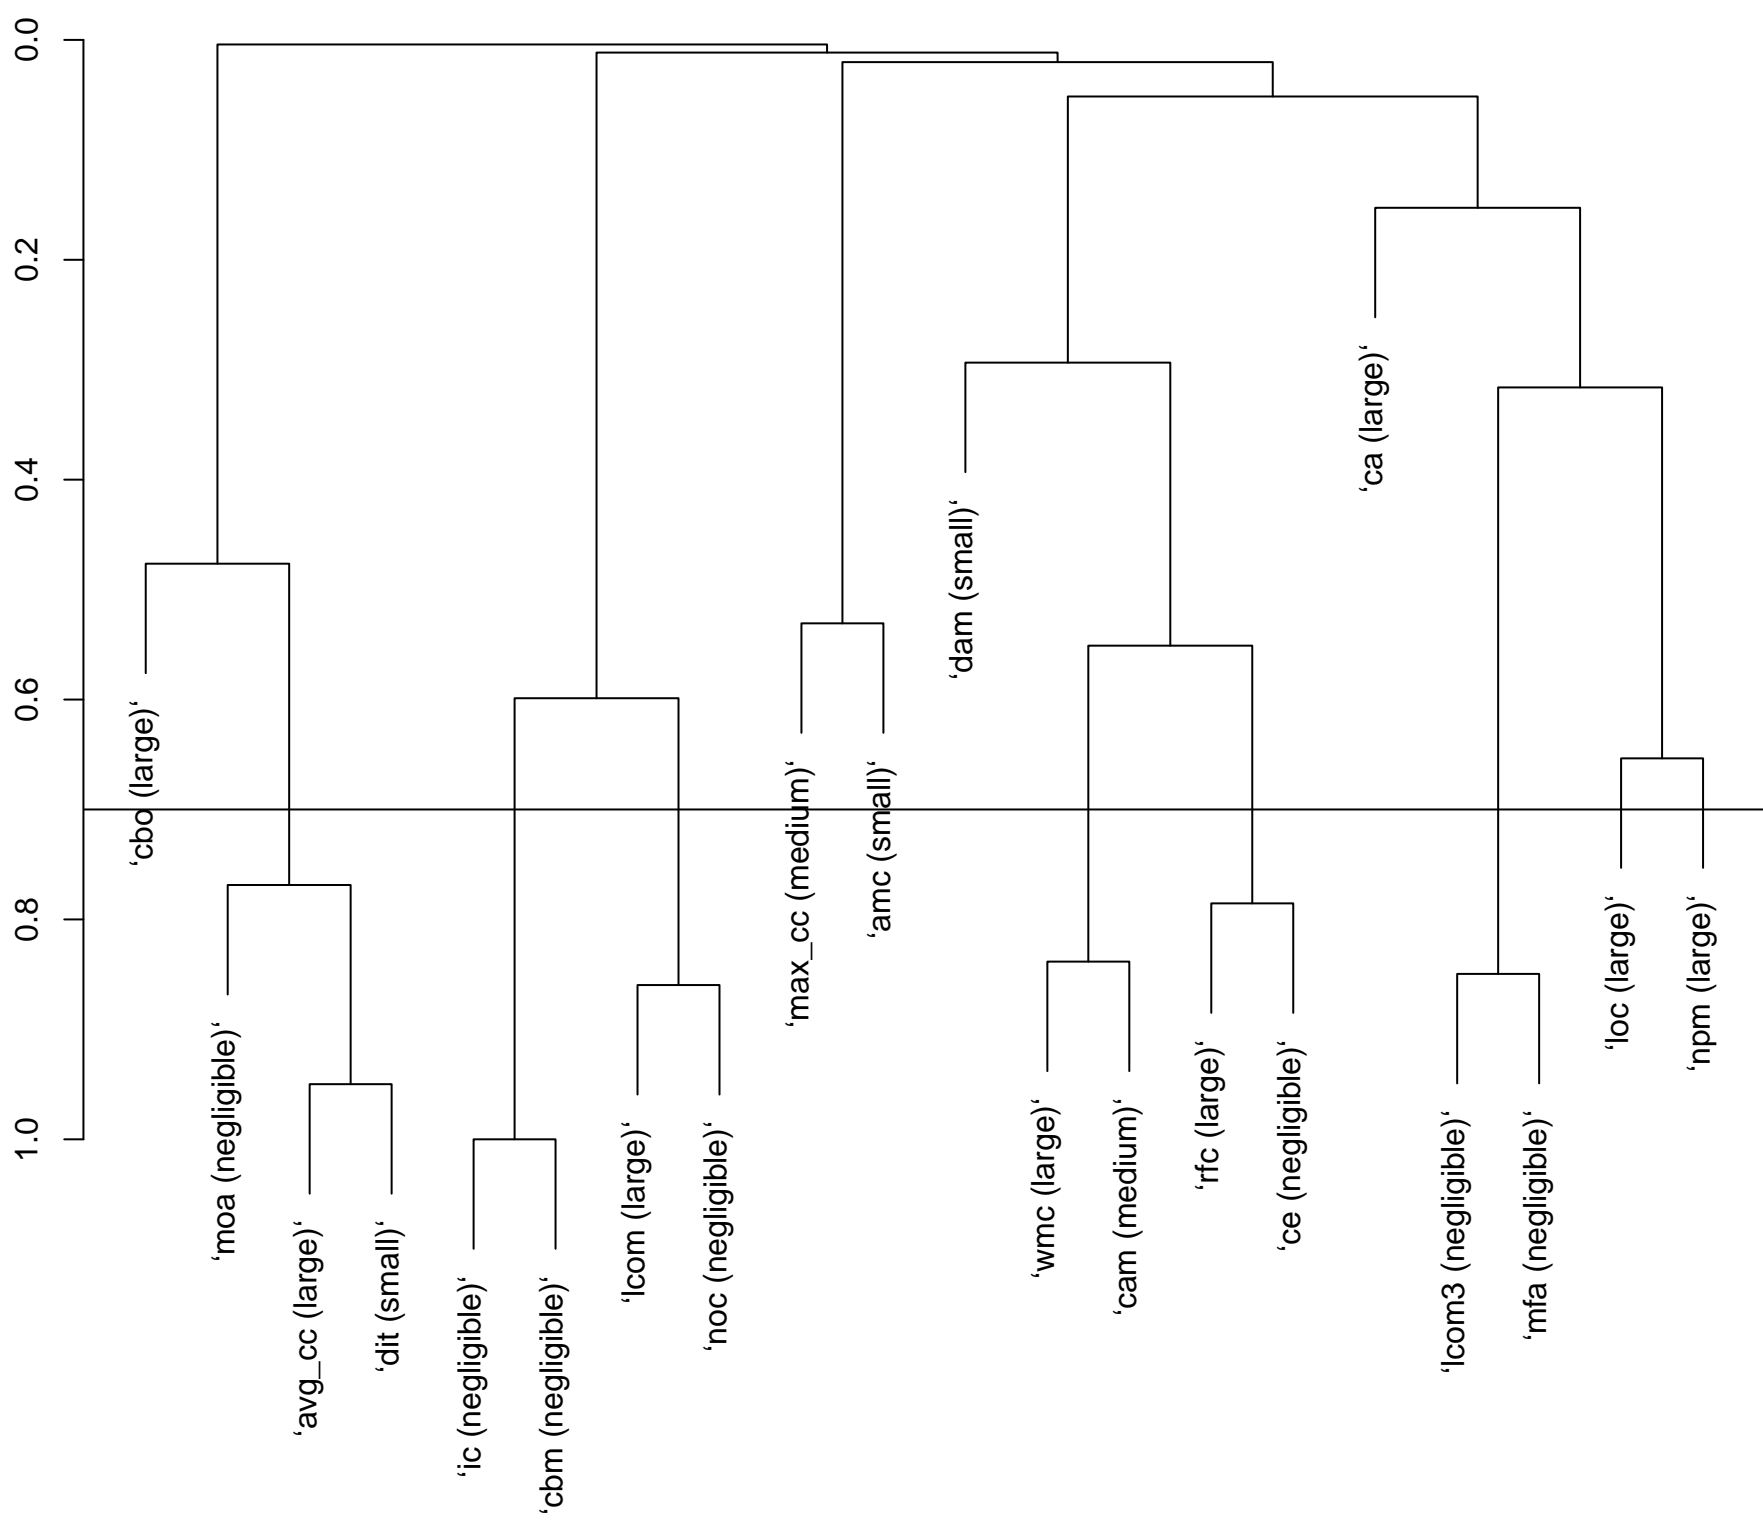 0.0
0.2
0.4
0.6
0.8
1.0
‘cbo (large)‘
‘moa (negligible)‘
‘avg_cc (large)‘
‘dit (small)‘
‘ic (negligible)‘
‘cbm (negligible)‘
‘lcom (large)‘
‘noc (negligible)‘
‘max_cc (medium)‘
‘amc (small)‘
‘dam (small)‘
‘wmc (large)‘
‘cam (medium)‘
‘rfc (large)‘
‘ce (negligible)‘
‘ca (large)‘
‘lcom3 (negligible)‘
‘mfa (negligible)‘
‘loc (large)‘
‘npm (large)‘